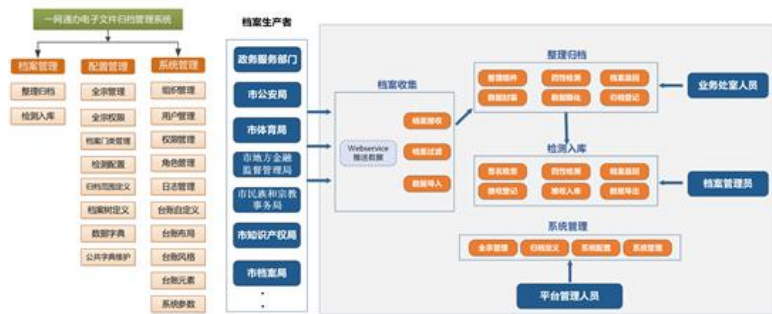 一网通办电子文件归档管理系统
档案管理
整理归档
检测入库
配置管理
全宗管理
全宗权限
档案门类管理
检测配置
归档范围定义
档案树定义
数据字典
公共字典维护
系统管理
组织管理
用户管理
权限管理
角色管理
日志管理
台账自定义
台账布局
台账风格
台账元素
系统参数
档案生产者
政务服务部门
市公安局
市体育局
市地方金融
监督管理局
市民族和宗教
事务局
市知识产权局
市档案局
档案收集
Webservice
推送数据
档案接收
档案过滤
数据导入
整理归档
整理组件
四性检测
档案退回
数据封装
数据固化
归档登记
业务处室人员
检测入库
签名检查
四性检测
档案退回
接收登记
接收入库
数据导出
档案管理员
系统管理
全宗管理
归档定义
系统配置
系统管理
平台管理人员